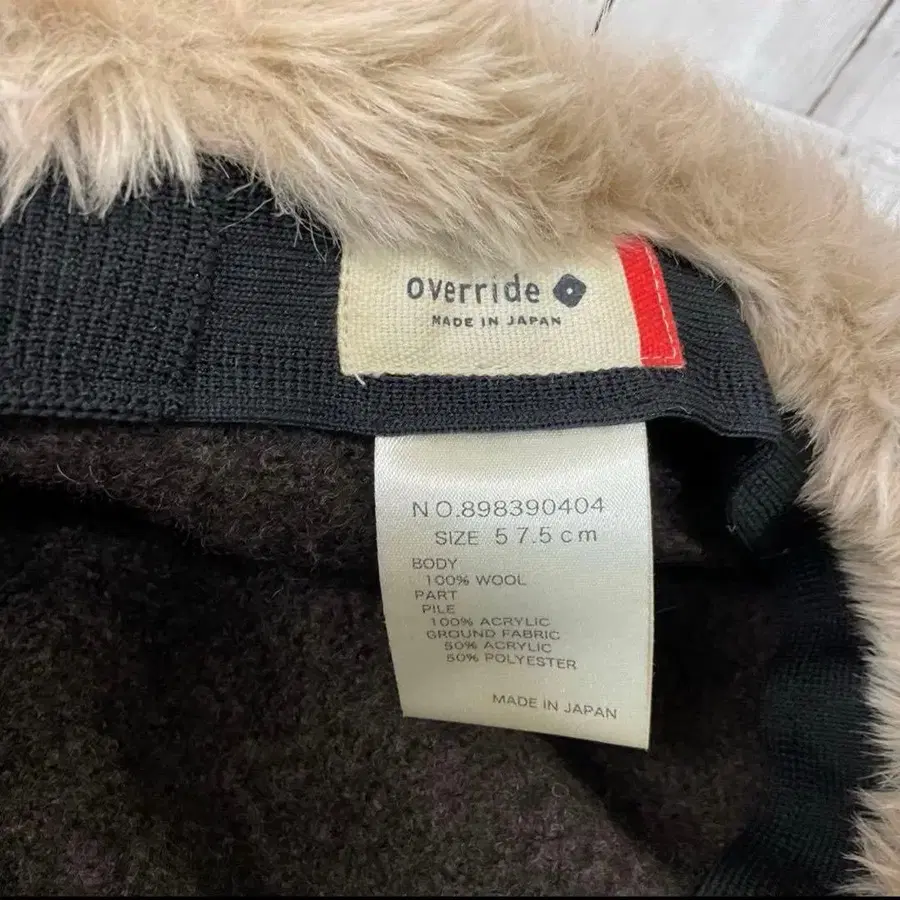 override
MADE IN JAPAN
NO.898390404
SIZE 57.5cm
BODY
100% WOOL
PART
PILE
100% ACRYLIC
GROUND FABRIC
50% ACRYLIC
50% POLYESTER
MADE IN JAPAN